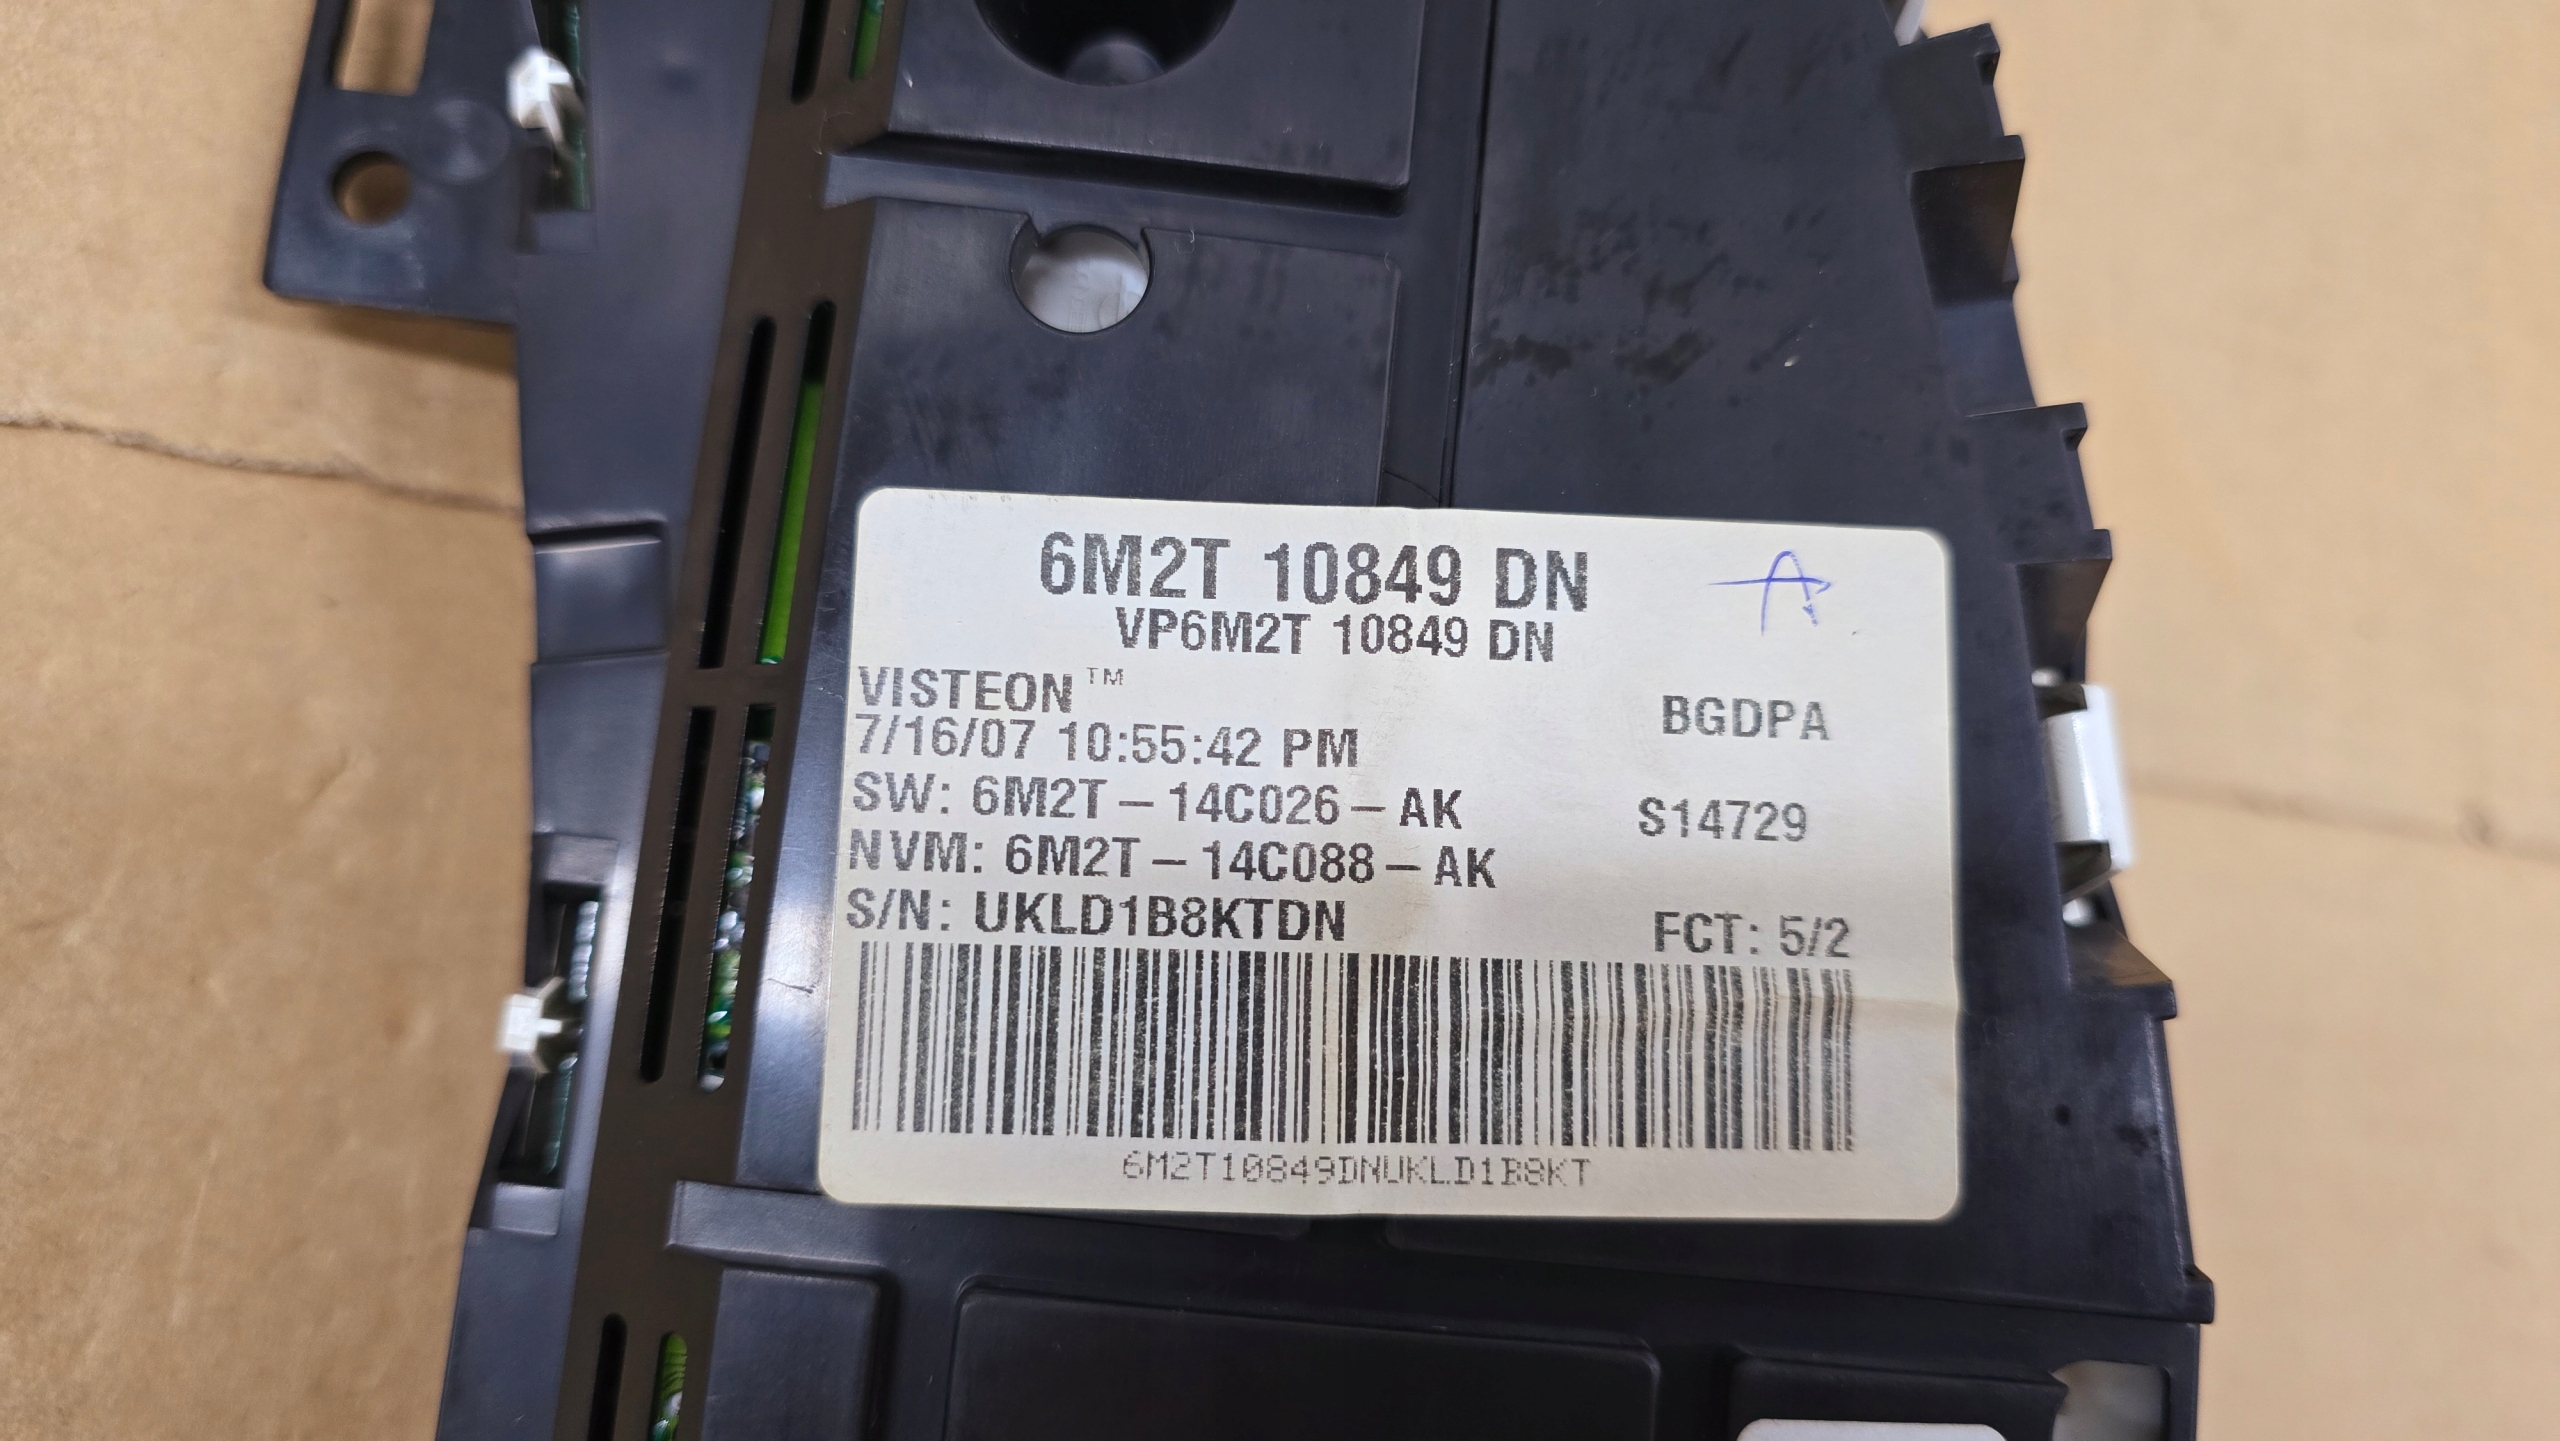 6M2T 10849 DN
VP6M2T 10849 DN
VISTEON™
BGDPA
7/16/07 10:55:42 PM
SW: 6M2T-14C026-AK
S14729
NVM: 6M2T-14C088-AK
S/N: UKLD1B8KTDN
FCT: 5/2
6M2T10849DNUKLD1B8KT